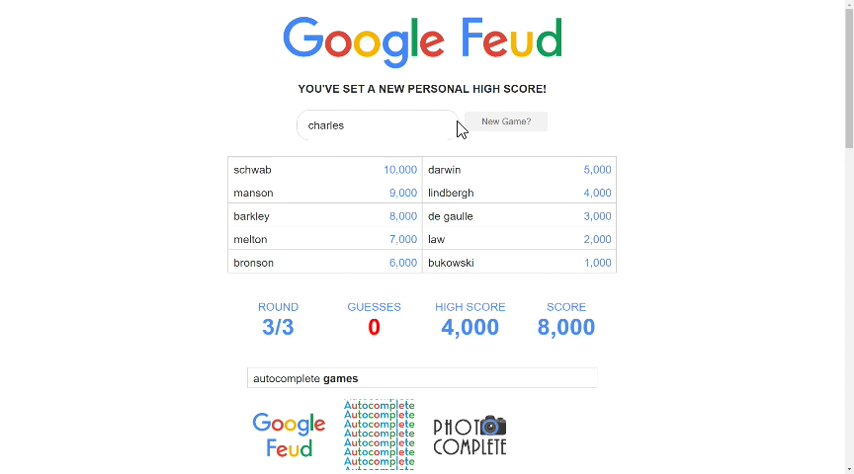 Google Feud
YOU'VE SET A NEW PERSONAL HIGH SCORE!
charles
New Game?
schwab 10,000 darwin 5,000
manson 9,000 lindbergh 4,000
barkley 8,000 de gaulle 3,000
melton 7,000 law 2,000
bronson 6,000 bukowski 1,000
ROUND GUESSES HIGH SCORE SCORE
3/3 0 4,000 8,000
autocomplete games
Google
Feud
Autocomplete
Autocomplete
Autocomplete
Autocomplete
Autocomplete
Autocomplete
Autocomplete
PHOTO
COMPLETE